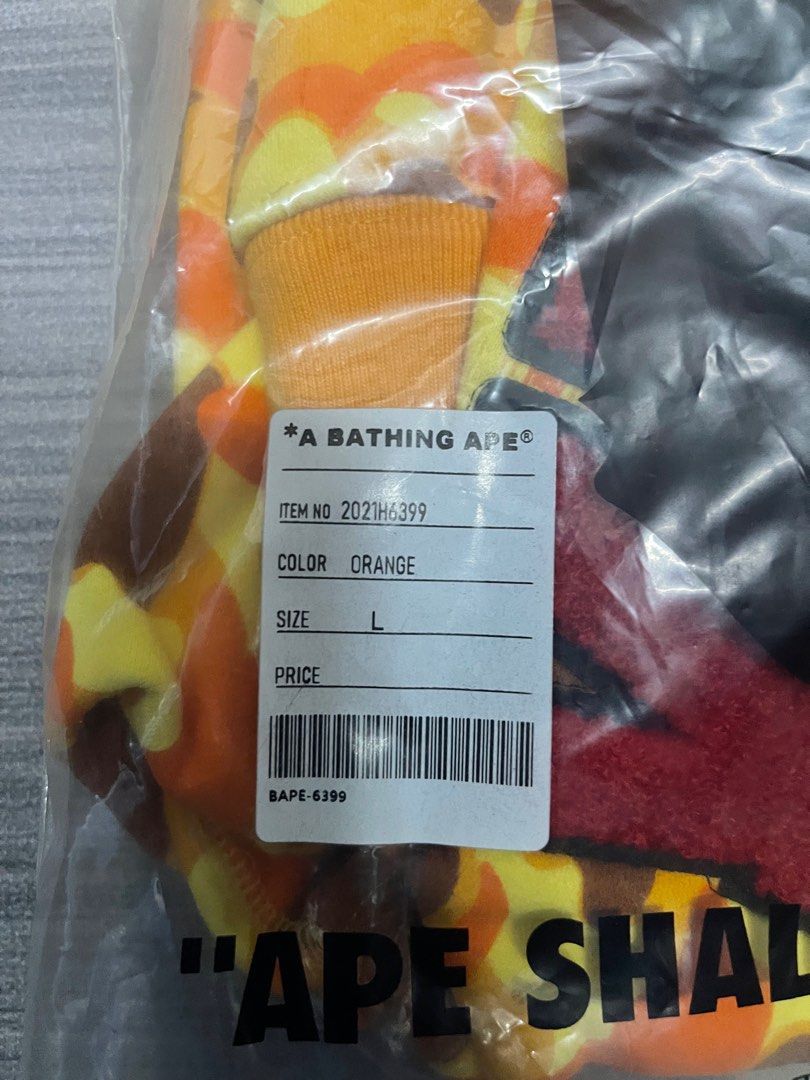 *A BATHING APE®
ITEM NO 2021H6399
COLOR ORANGE
SIZE L
PRICE
BAPE-6399
"APE SHAL